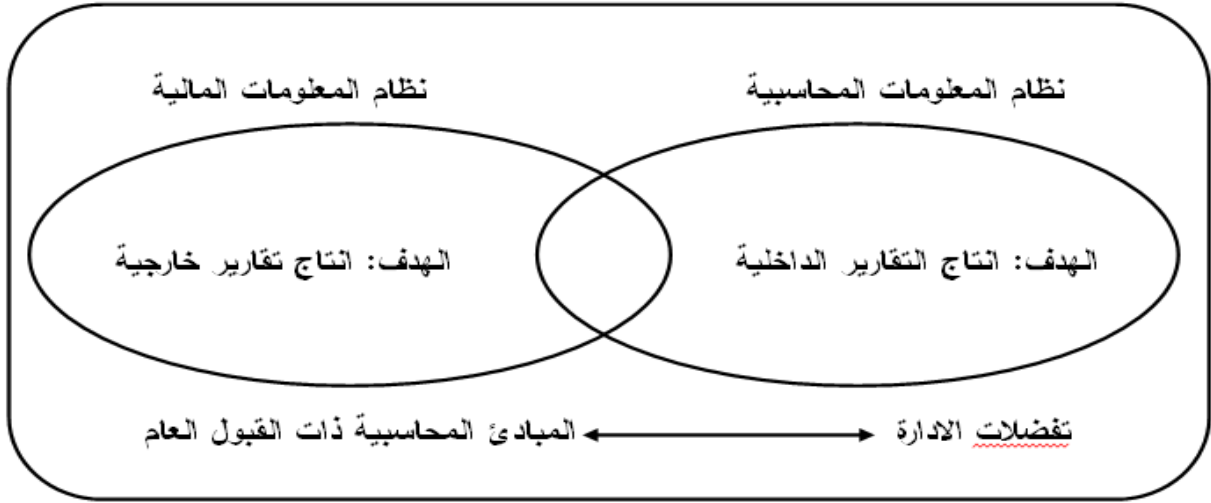 نظام المعلومات المحاسبية
نظام المعلومات المالية
الهدف: انتاج التقارير الداخلية
الهدف: انتاج تقارير خارجية
تفضلات الادارة
المبادئ المحاسبية ذات القبول العام